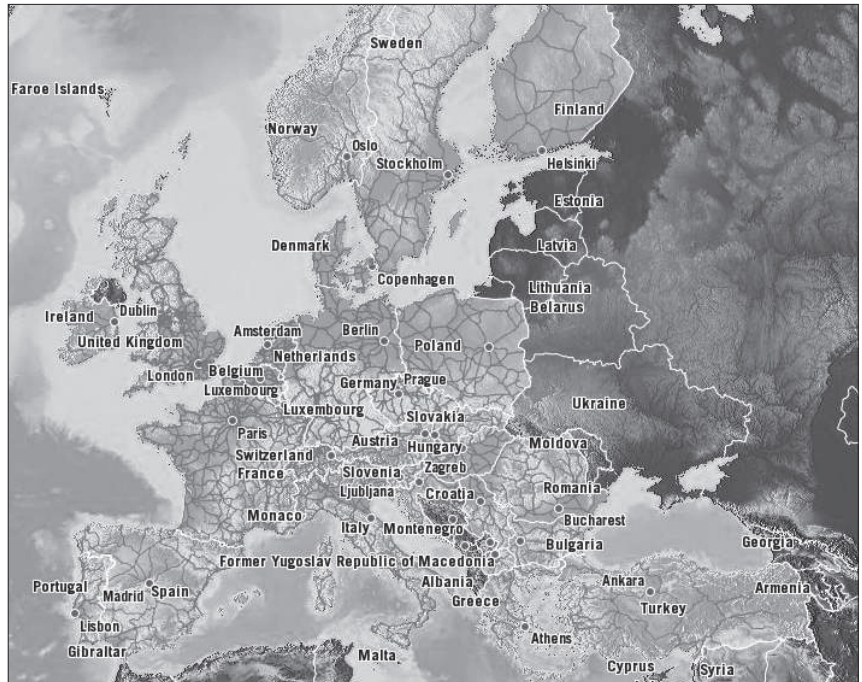 Sweden
Faroe Islands
Finland
Norway
Oslo
Stockholm
Helsinki
Estonia
Denmark
Latvia
Copenhagen
Lithuania
Belarus
Ireland
Dublin
United Kingdom
Amsterdam
Berlin
Netherlands
Poland
London
Belgium
Luxembourg
Germany
Prague
Luxembourg
Slovakia
Ukraine
Paris
Austria
Hungary
Moldova
Switzerland
France
Slovenia
Zagreb
Ljubljana
Croatia
Romania
Monaco
Italy
Montenegro
Bucharest
Bulgaria
Georgia
Former Yugoslav Republic of Macedonia
Portugal
Madrid
Spain
Albania
Greece
Ankara
Turkey
Armenia
Lisbon
Gibraltar
Athens
Malta
Cyprus
Syria